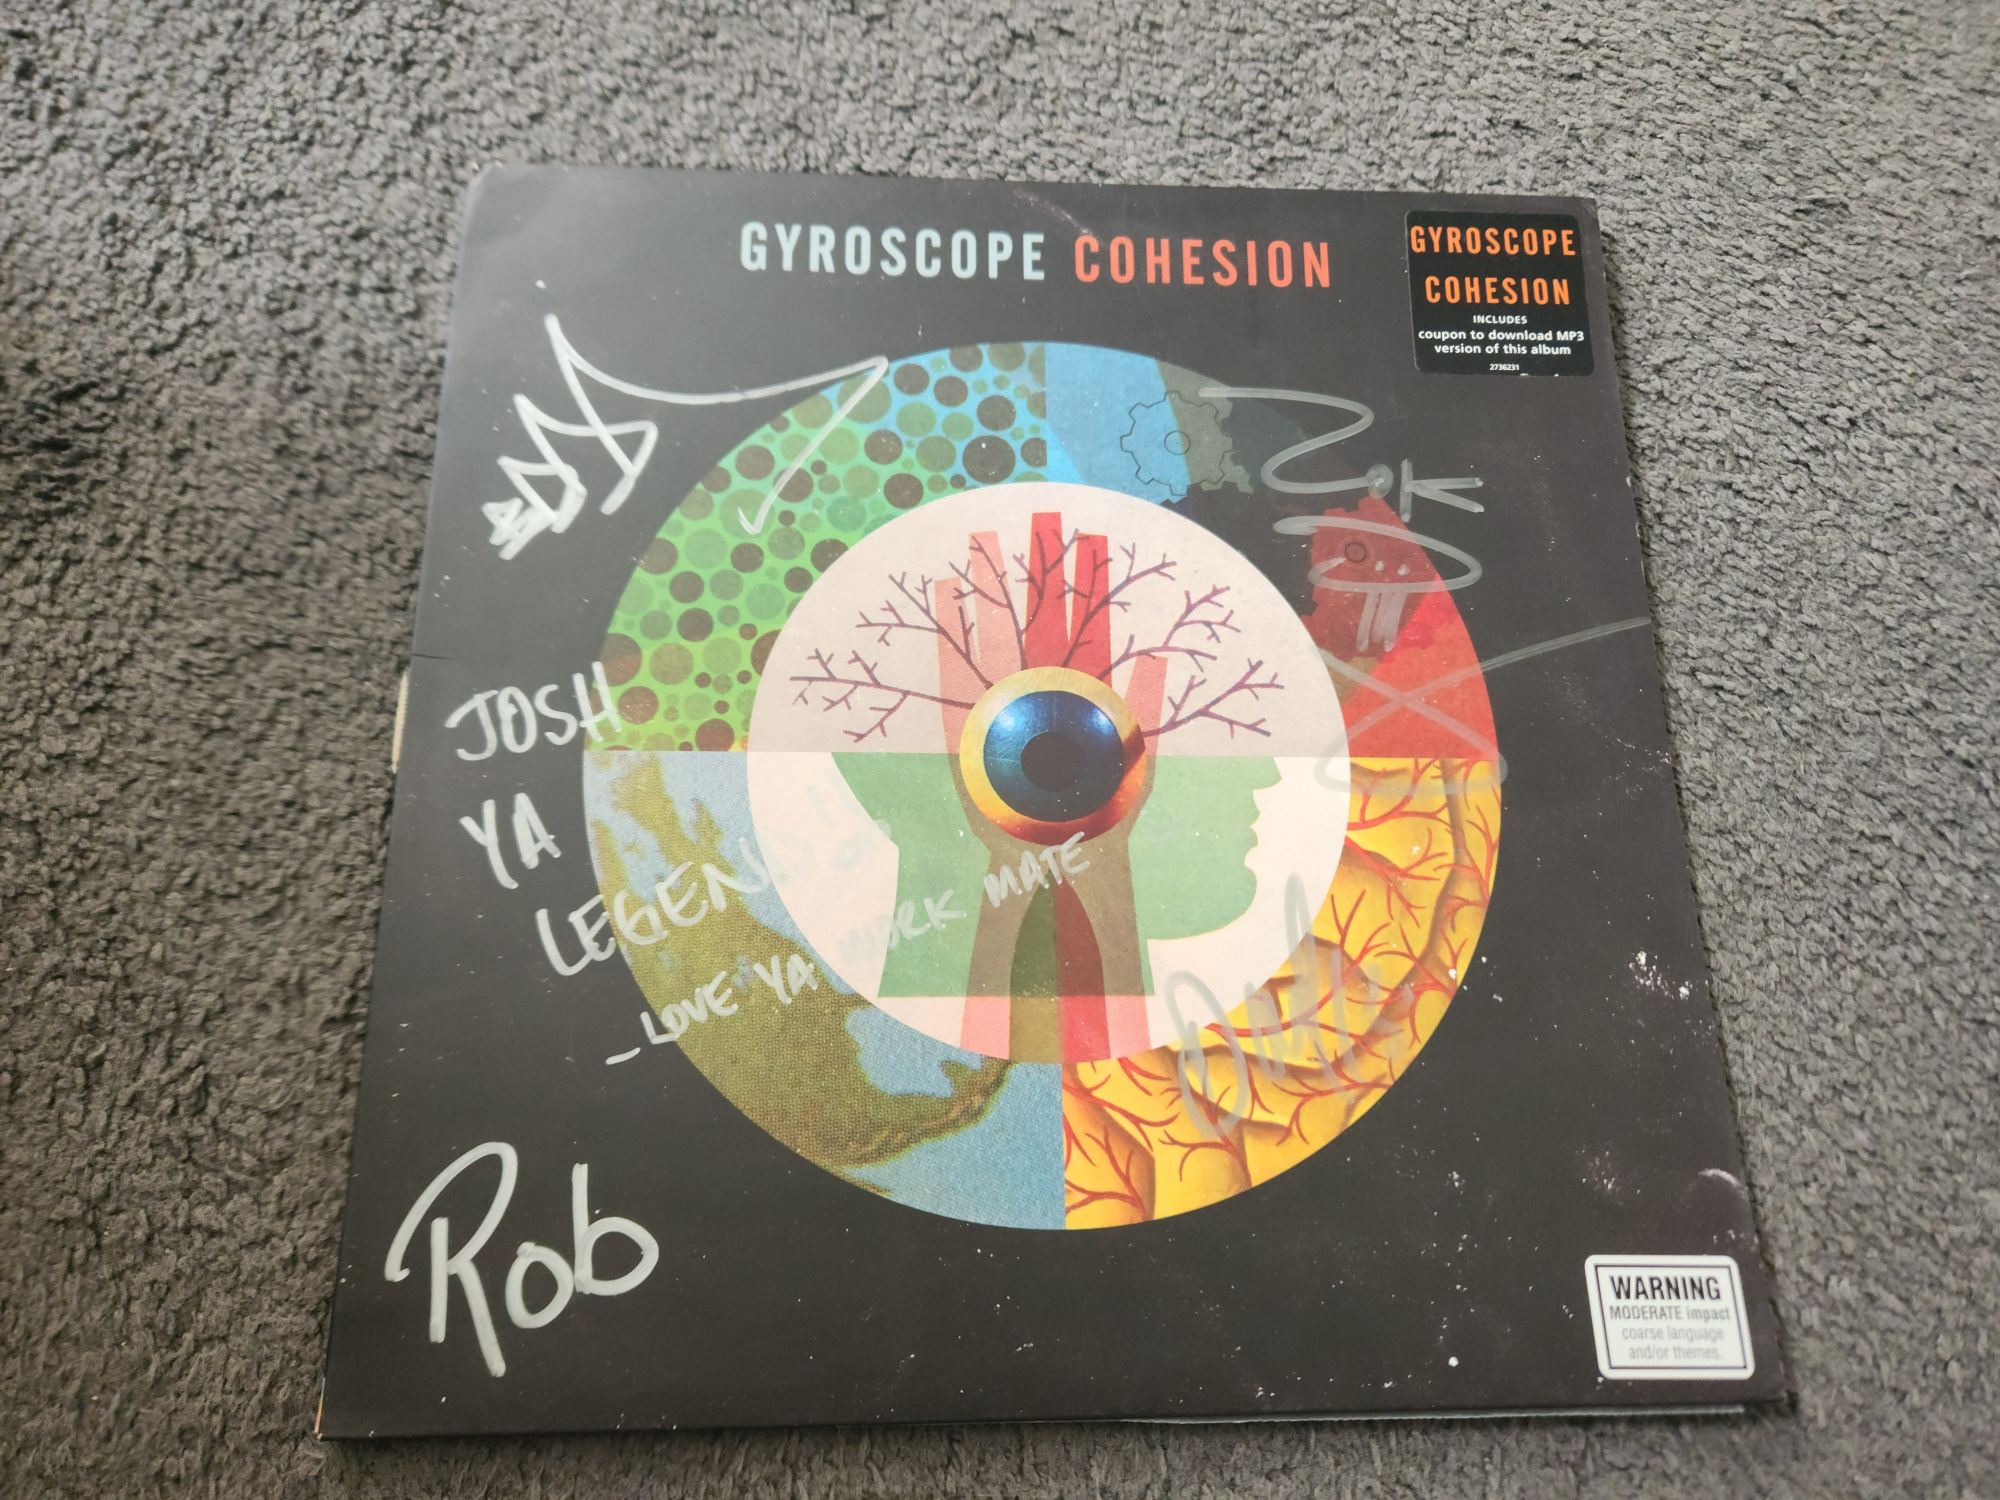 GYROSCOPE COHESION
GYROSCOPE
COHESION
INCLUDES
coupon to download MP3
version of this album
2736231
JOSH
YA
LEGEND
- LOVE YA WORK MATE
Rob
WARNING
MODERATE impact
coarse language
and/or themes.